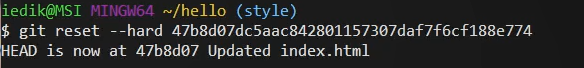 iedik@MSI MINGW64 ~/hello (style)
$ git reset --hard 47b8d07dc5aac842801157307daf7f6cf188e774
HEAD is now at 47b8d07 Updated index.html